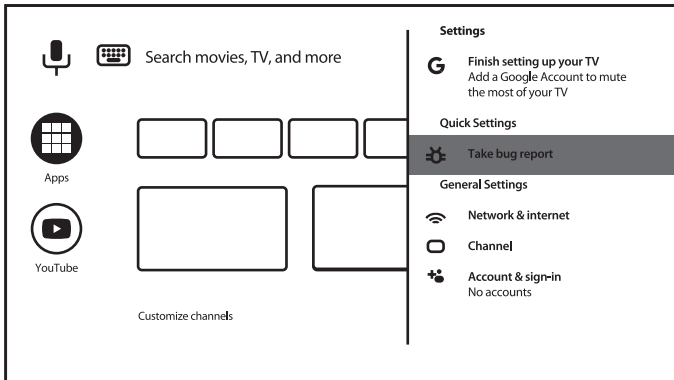 Search movies, TV, and more
Apps
YouTube
Customize channels
Settings
Finish setting up your TV
Add a Google Account to mute
the most of your TV
Quick Settings
Take bug report
General Settings
Network & internet
Channel
Account & sign-in
No accounts